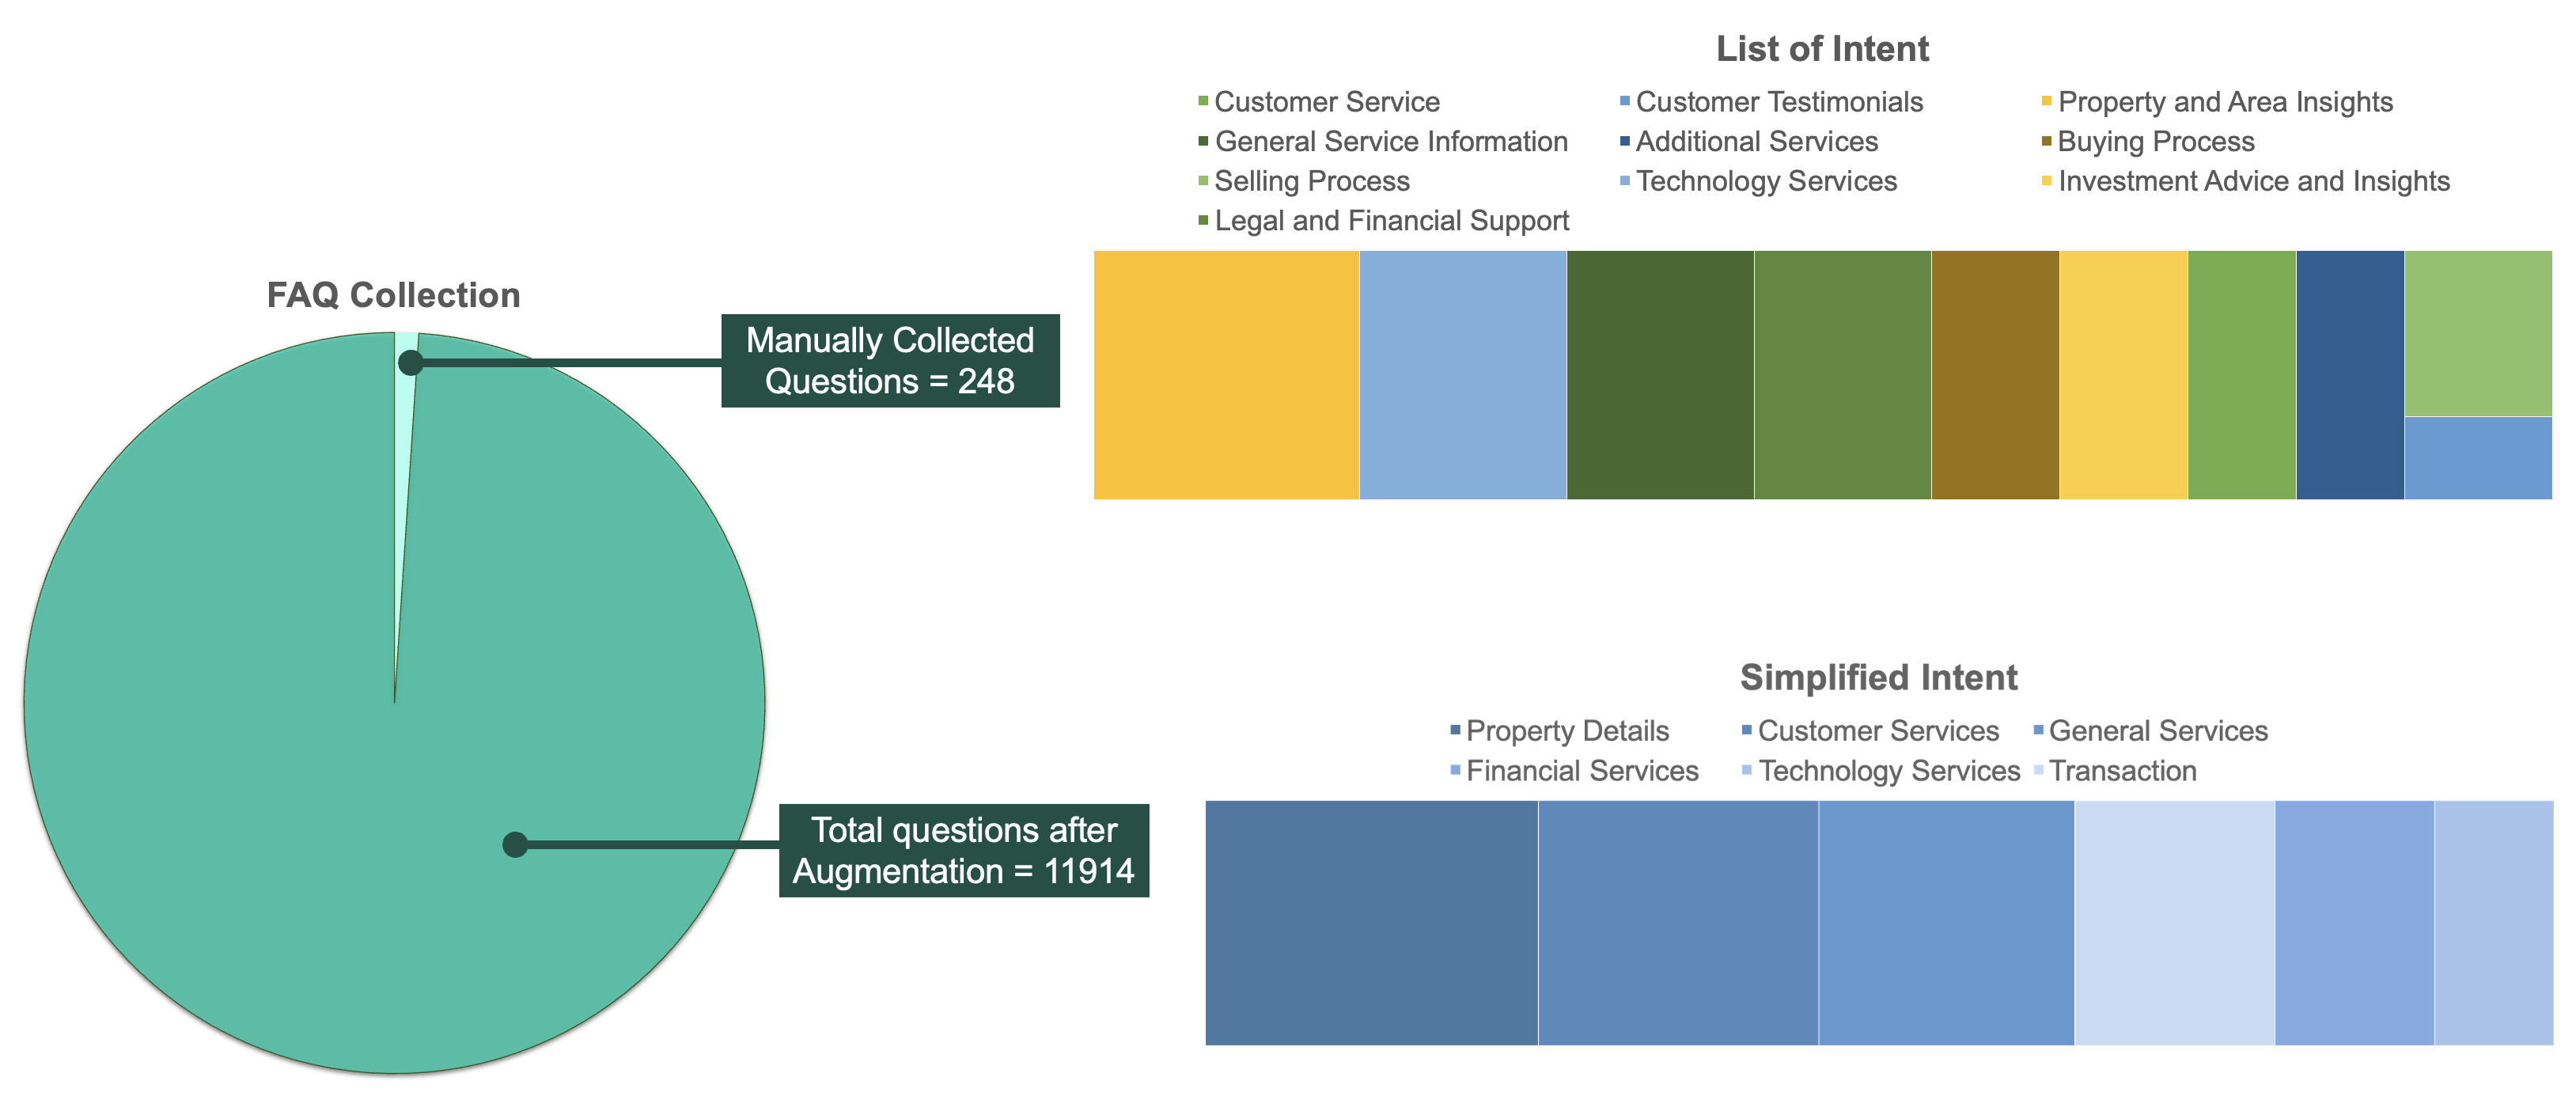 FAQ Collection
Manually Collected
Questions = 248
Total questions after
Augmentation = 11914
List of Intent
Customer Service
Customer Testimonials
Property and Area Insights
General Service Information
Additional Services
Buying Process
Selling Process
Technology Services
Investment Advice and Insights
Legal and Financial Support
Simplified Intent
Property Details
Customer Services
General Services
Financial Services
Technology Services
Transaction